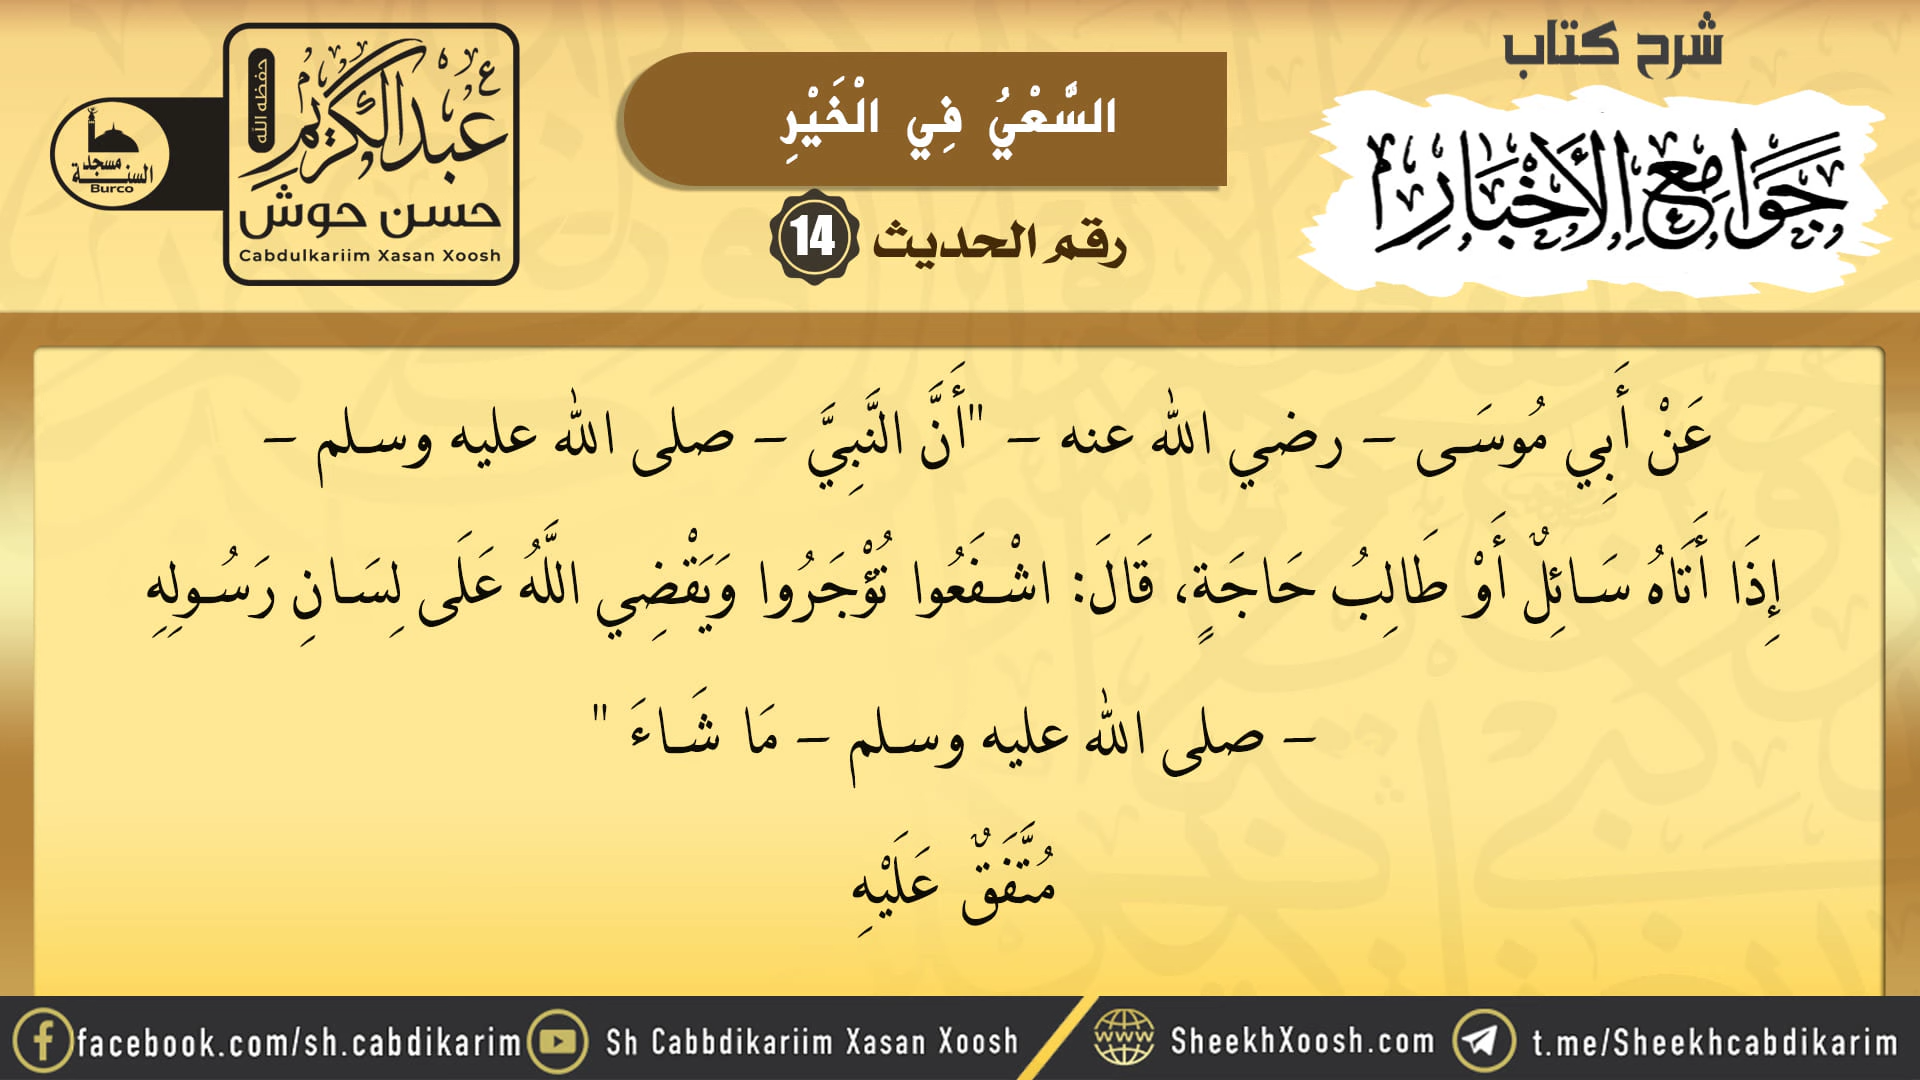 شرح كتاب
جَوَامِعُ الأَخْبَارِ
السَّعْيُ فِي الْخَيْرِ
رقم الحديث 14
حفظه الله
عبدالكريم
حسن حوش
Cabdulkariim Xasan Xoosh
مسجد
السنة
Burco
عَنْ أَبِي مُوسَى – رضي الله عنه – "أَنَّ النَّبِيَّ – صلى الله عليه وسلم –
إِذَا أَتَاهُ سَائِلٌ أَوْ طَالِبُ حَاجَةٍ، قَالَ: اشْفَعُوا تُؤْجَرُوا وَيَقْضِي اللَّهُ عَلَى لِسَانِ رَسُولِهِ
– صلى الله عليه وسلم – مَا شَاءَ "
مُتَّفَقٌ عَلَيْهِ
facebook.com/sh.cabdikarim Sh Cabbdikariim Xasan Xoosh SheekhXoosh.com t.me/Sheekhcabdikarim